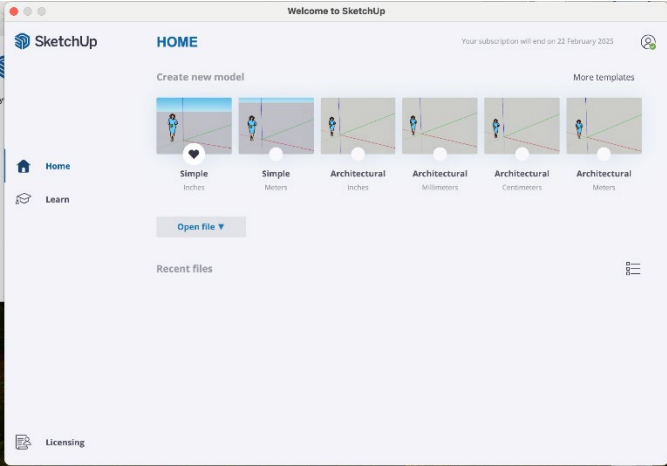 Welcome to SketchUp
SketchUp
HOME
Your subscription will end on 22 February 2025
Create new model
More templates
Home
Learn
Simple
Inches
Simple
Meters
Architectural
Inches
Architectural
Millimeters
Architectural
Centimeters
Architectural
Meters
Open file ▼
Recent files
Licensing